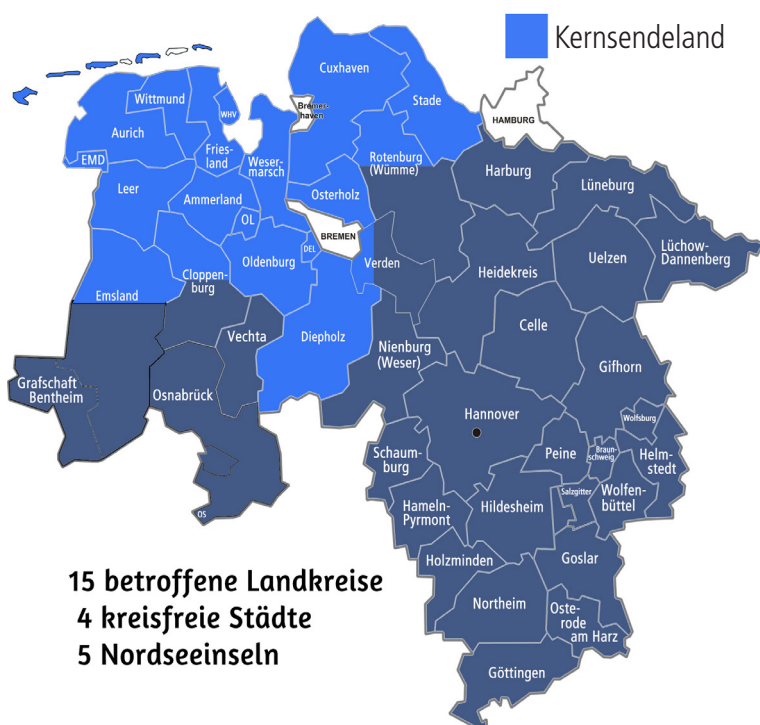 Kernsendeland
Cuxhaven
Wittmund
Stade
WHV
Bremer-
haven
HAMBURG
Aurich
Fries-
land
EMD
Weser-
marsch
Rotenburg
(Wümme)
Harburg
Leer
Lüneburg
Ammerland
Osterholz
OL
BREMEN
Lüchow-
Dannenberg
DEL
Oldenburg
Verden
Uelzen
Cloppen-
burg
Heidekreis
Emsland
Celle
Vechta
Diepholz
Nienburg
(Weser)
Gifhorn
Grafschaft
Bentheim
Osnabrück
Hannover
Wolfsburg
Schaum-
burg
Peine
Braun-
schweig
Helm-
stedt
Salzgitter
Wolfen-
büttel
Hameln-
Pyrmont
Hildesheim
OS
Holzminden
Goslar
15 betroffene Landkreise
4 kreisfreie Städte
5 Nordseeinseln
Northeim
Oste-
rode
am Harz
Göttingen